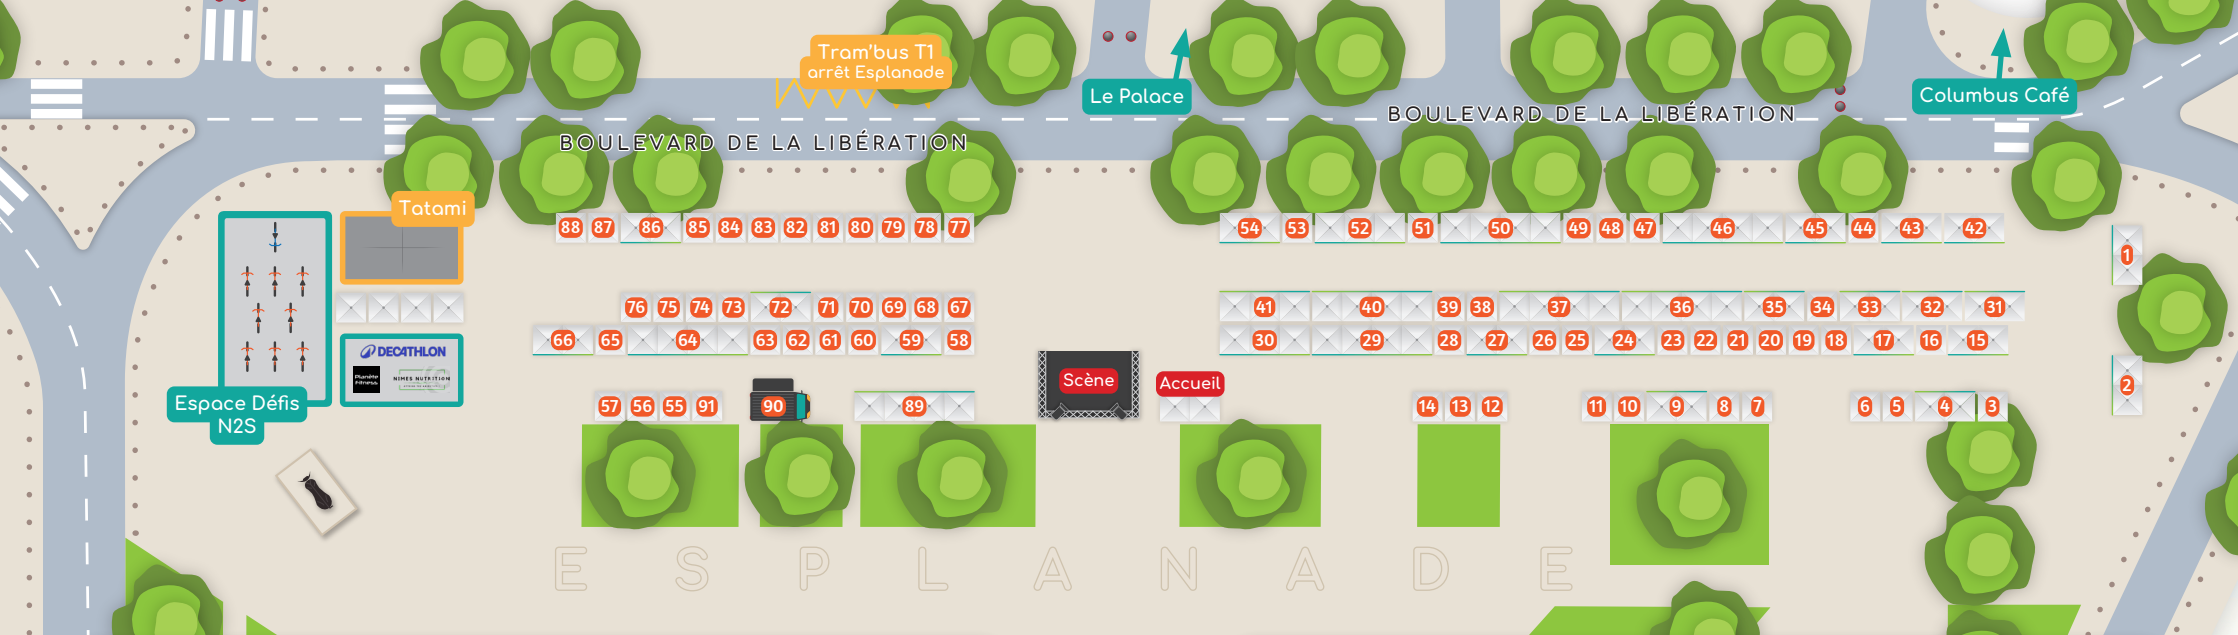 Tram'bus T1
arrêt Esplanade
Le Palace
Columbus Café
BOULEVARD DE LA LIBÉRATION
BOULEVARD DE LA LIBÉRATION
Tatami
88 87 86 85 84 83 82 81 80 79 78 77
54 53 52 51 50 49 48 47 46 45 44 43 42
1
76 75 74 73 72 71 70 69 68 67
41 40 39 38 37 36 35 34 33 32 31
66 65 64 63 62 61 60 59 58
30 29 28 27 26 25 24 23 22 21 20 19 18 17 16 15
DECATHLON
Planète
Fitness
NIMES NUTRITION
Scène
Accueil
2
Espace Défis
N2S
57 56 55 91 90 89
14 13 12 11 10 9 8 7 6 5 4 3
ESPLANADE